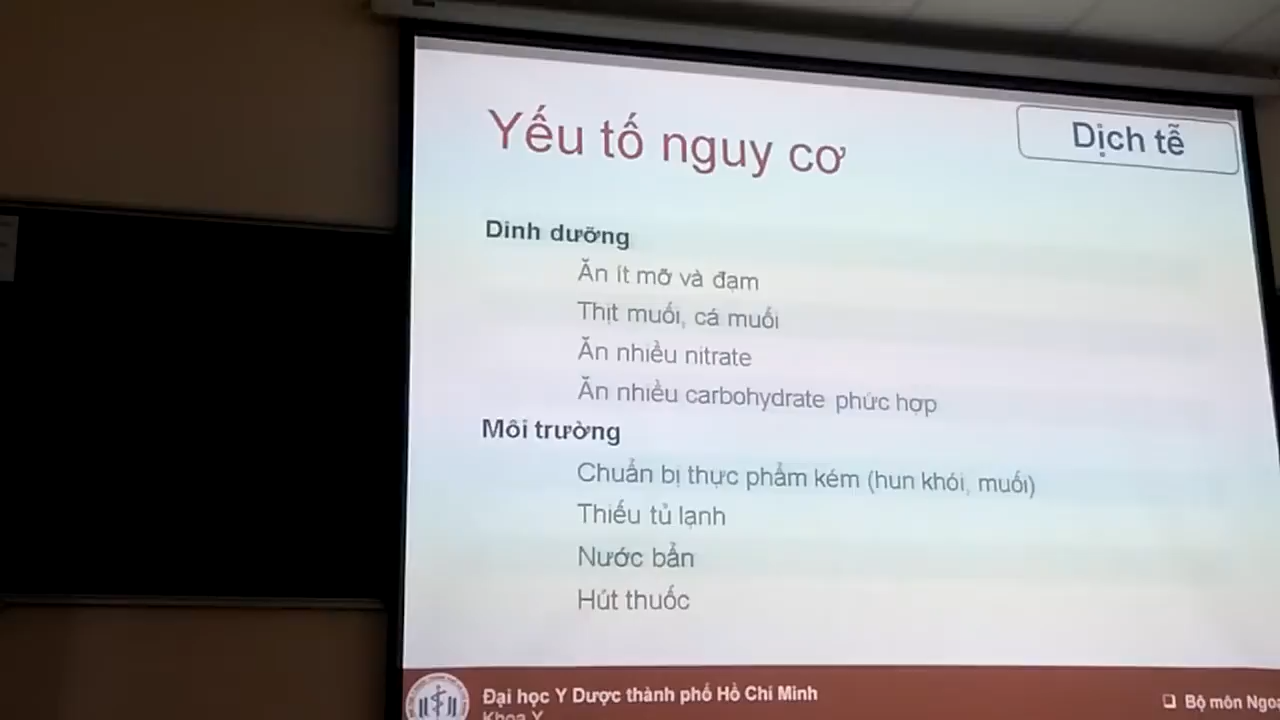 Yếu tố nguy cơ
Dịch tễ
Dinh dưỡng
Ăn ít mỡ và đạm
Thịt muối, cá muối
Ăn nhiều nitrate
Ăn nhiều carbohydrate phức hợp
Môi trường
Chuẩn bị thực phẩm kém (hun khói, muối)
Thiếu tủ lạnh
Nước bẩn
Hút thuốc
Đại học Y Dược thành phố Hồ Chí Minh
Khoa Y
Bộ môn